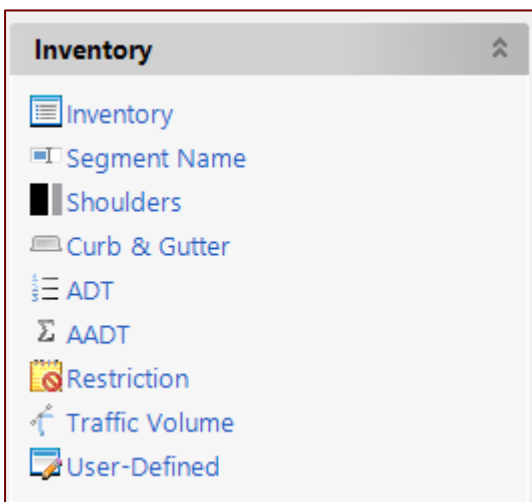 Inventory
Inventory
Segment Name
Shoulders
Curb & Gutter
ADT
AADT
Restriction
Traffic Volume
User-Defined